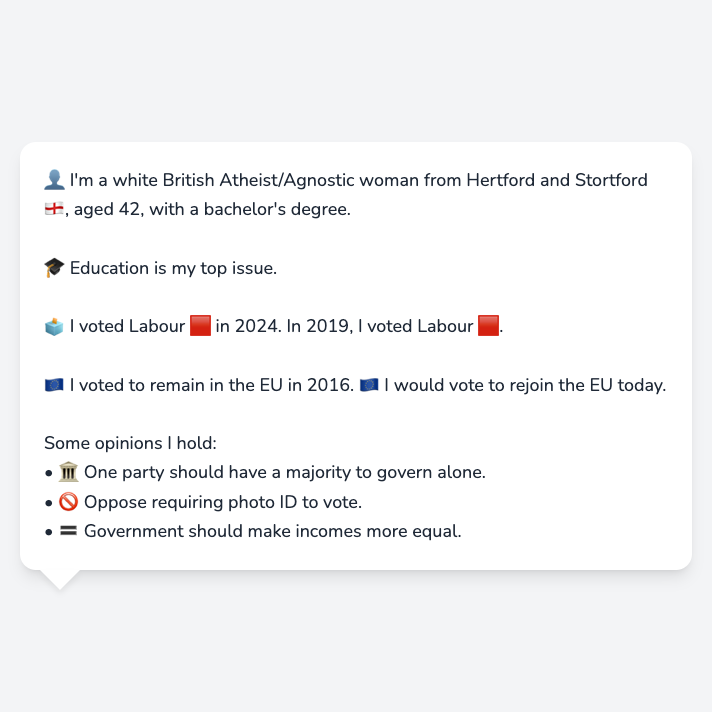 👤 I'm a white British Atheist/Agnostic woman from Hertford and Stortford
🏴󠁧󠁢󠁥󠁮󠁧󠁿, aged 42, with a bachelor's degree.
🎓 Education is my top issue.
🗳️ I voted Labour 🟥 in 2024. In 2019, I voted Labour 🟥.
🇪🇺 I voted to remain in the EU in 2016. 🇪🇺 I would vote to rejoin the EU today.
Some opinions I hold:
• 🏛️ One party should have a majority to govern alone.
• 🚫 Oppose requiring photo ID to vote.
• 🟰 Government should make incomes more equal.